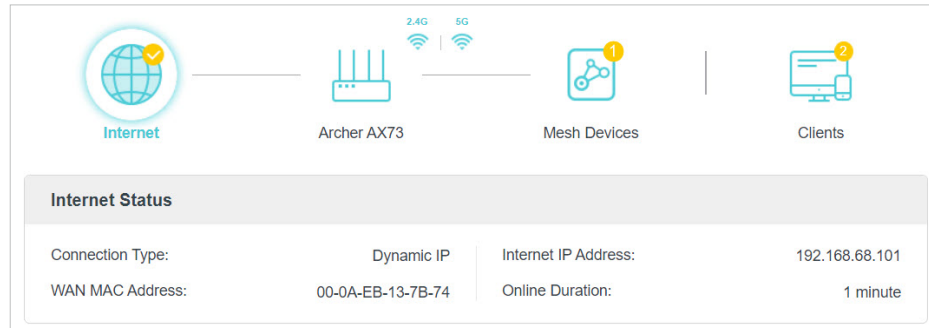 2.4G 5G
1 2
Internet Archer AX73 Mesh Devices Clients
Internet Status
Connection Type: Dynamic IP Internet IP Address: 192.168.68.101
WAN MAC Address: 00-0A-EB-13-7B-74 Online Duration: 1 minute